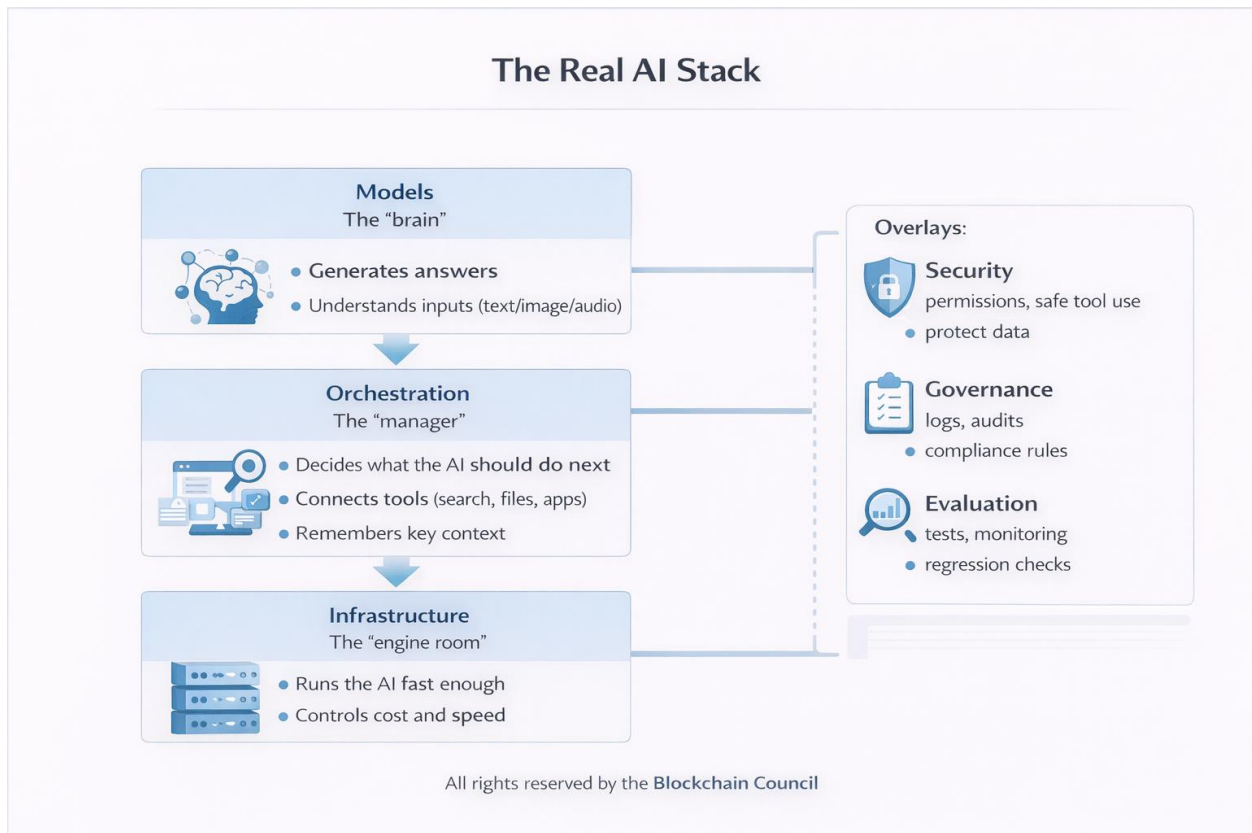 The Real AI Stack
Models
The “brain”
Generates answers
Understands inputs (text/image/audio)
Orchestration
The “manager”
Decides what the AI should do next
Connects tools (search, files, apps)
Remembers key context
Infrastructure
The “engine room”
Runs the AI fast enough
Controls cost and speed
Overlays:
Security
permissions, safe tool use
protect data
Governance
logs, audits
compliance rules
Evaluation
tests, monitoring
regression checks
All rights reserved by the Blockchain Council